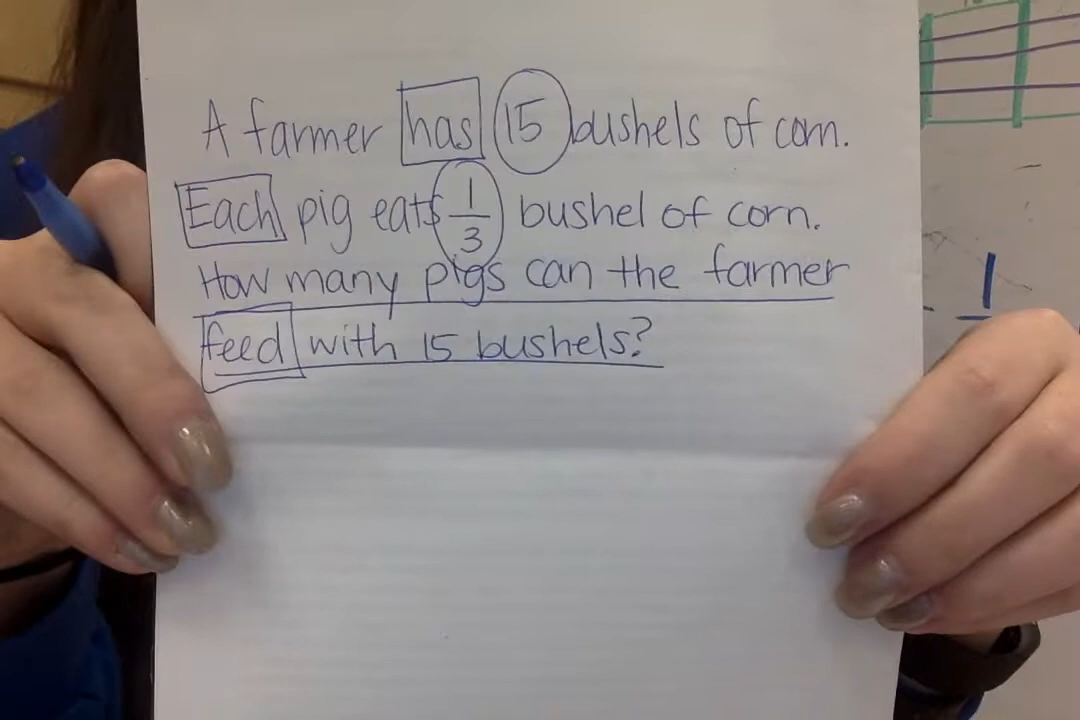 A farmer has 15 bushels of corn.
Each pig eats 1/3 bushel of corn.
How many pigs can the farmer
feed with 15 bushels?
1